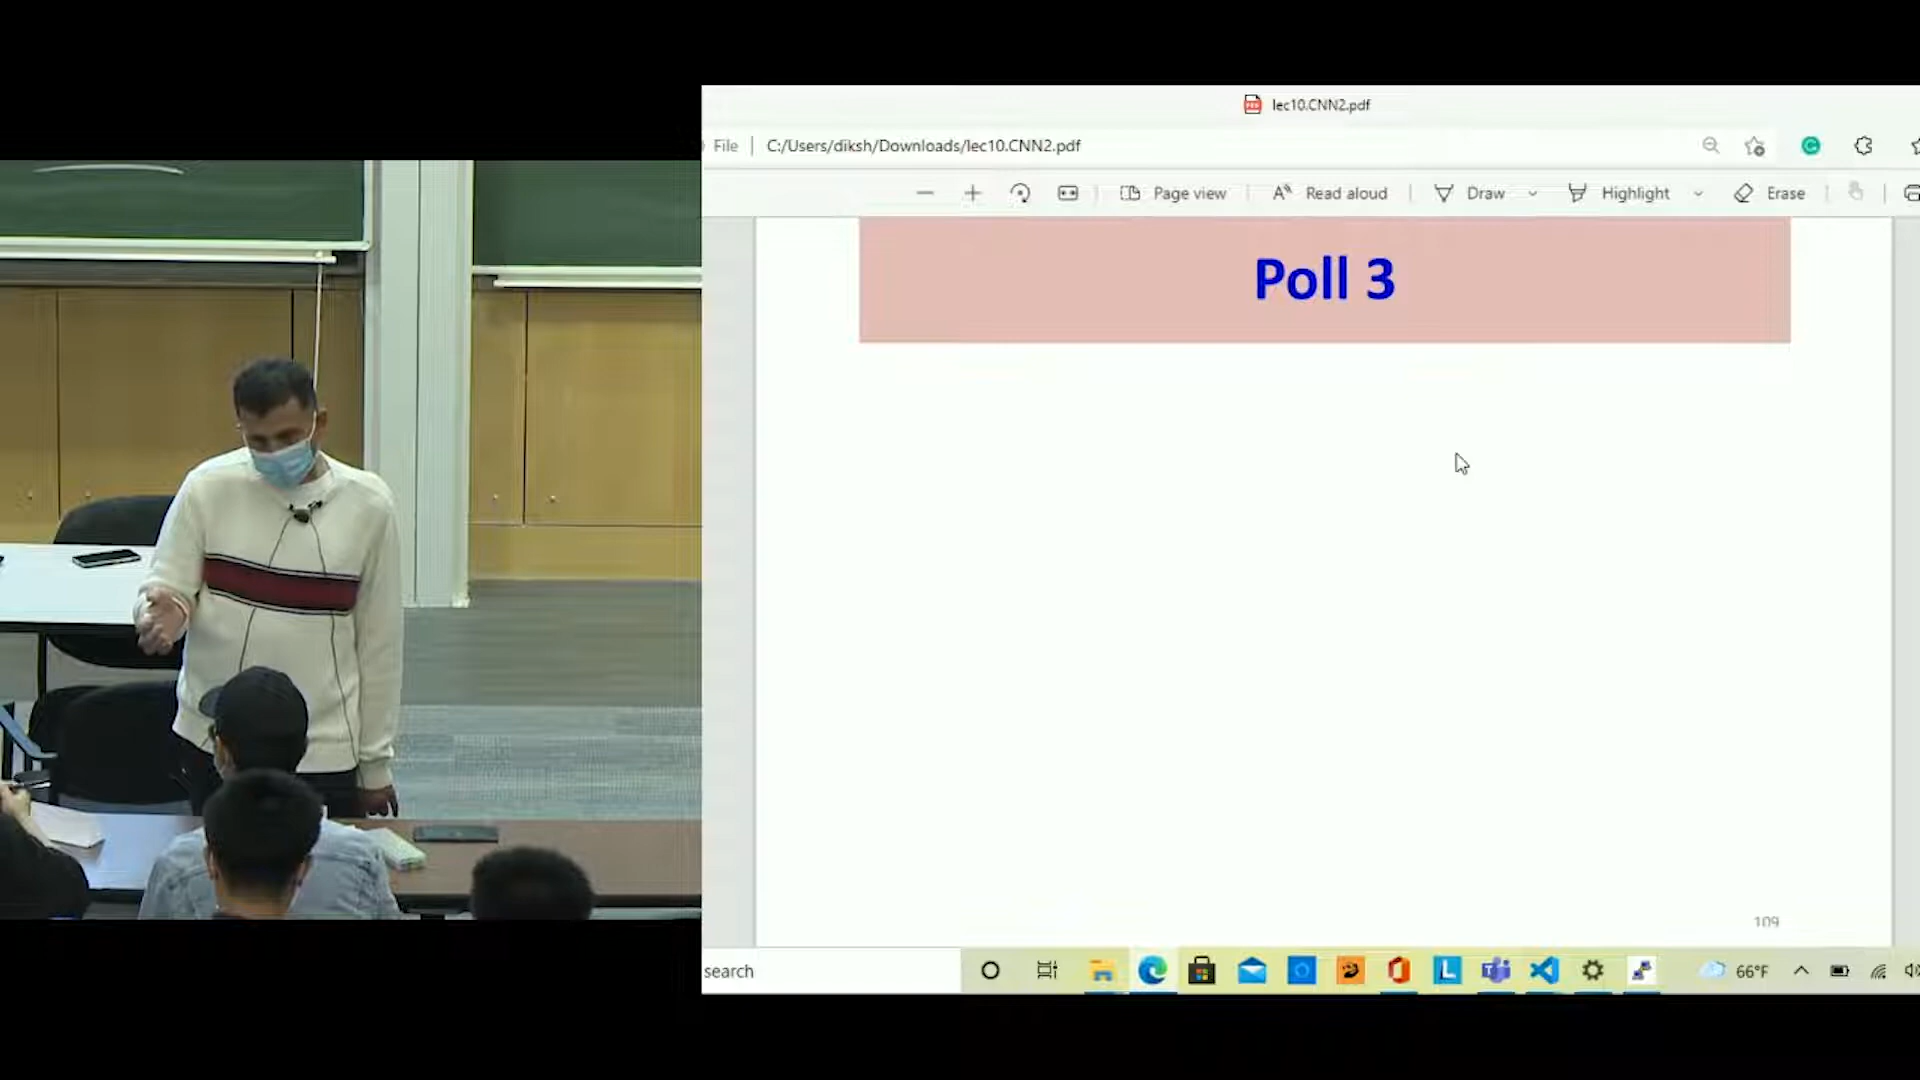 lec10.CNN2.pdf
File
C:/Users/diksh/Downloads/lec10.CNN2.pdf
Page view
Read aloud
Draw
Highlight
Erase
Poll 3
109
search
66°F